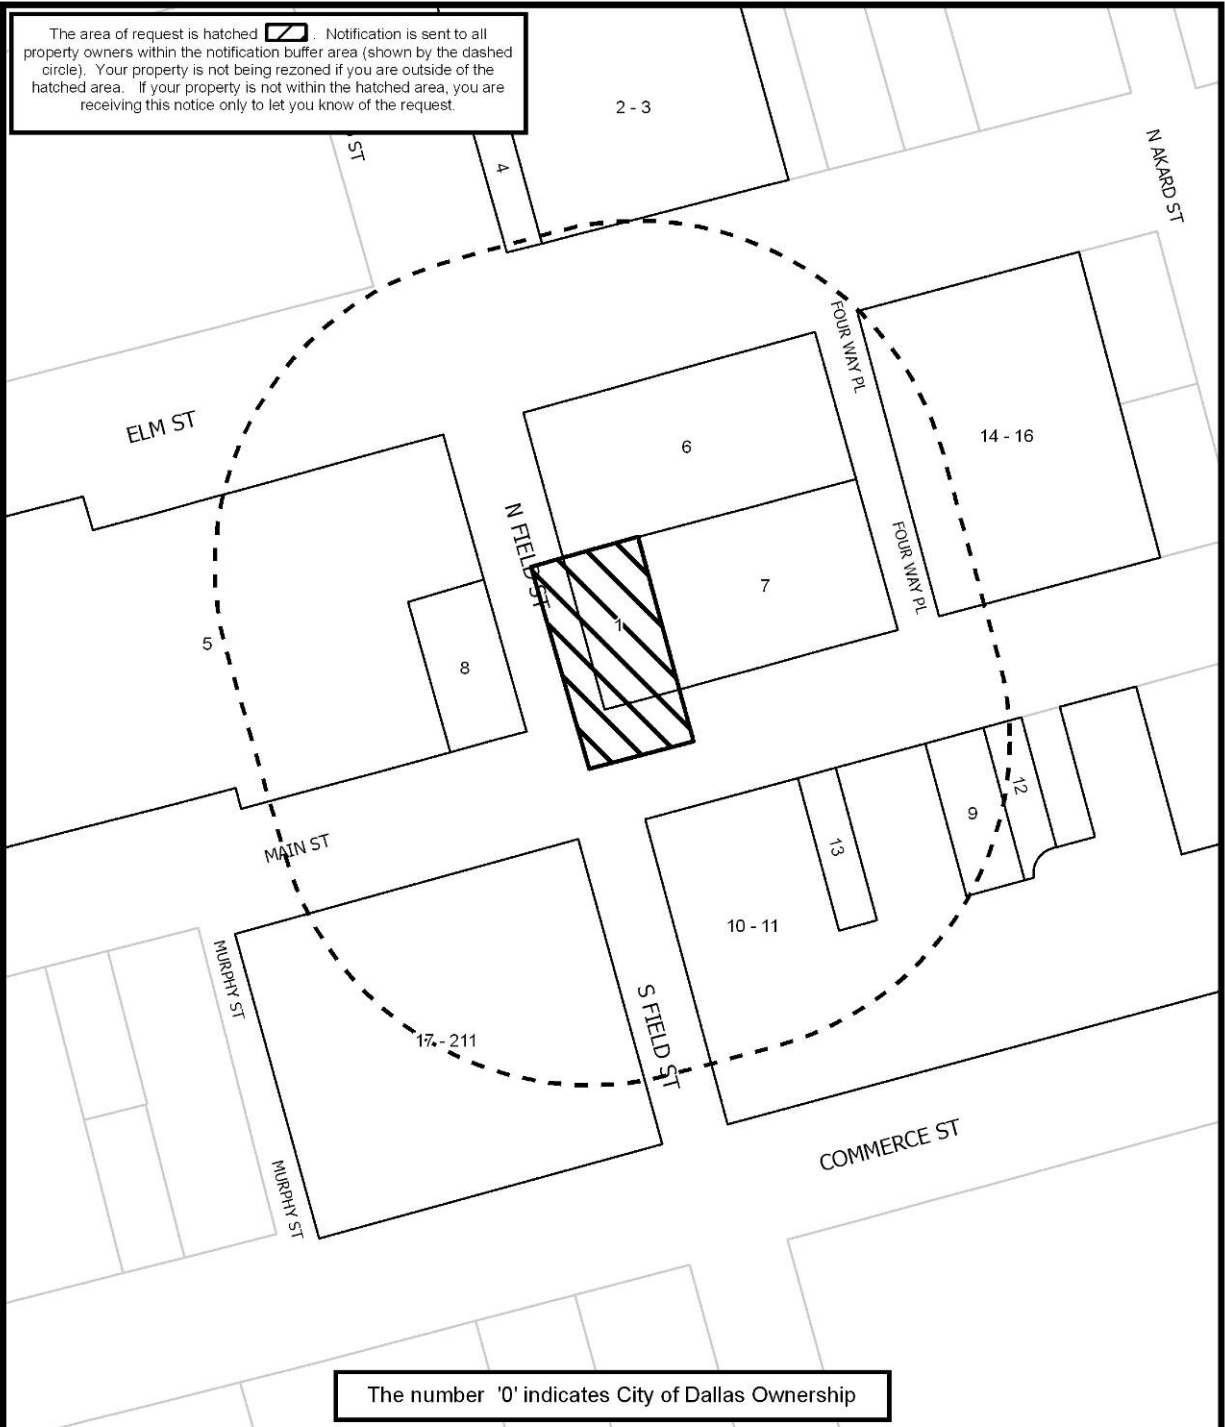 The area of request is hatched . Notification is sent to all
property owners within the notification buffer area (shown by the dashed
circle). Your property is not being rezoned if you are outside of the
hatched area. If your property is not within the hatched area, you are
receiving this notice only to let you know of the request.
ST
4
2 - 3
N AKARD ST
FOUR WAY PL
ELM ST
6
14 - 16
N FIELD ST
FOUR WAY PL
7
1
5
8
MAIN ST
12
9
13
10 - 11
MURPHY ST
S FIELD ST
17 - 211
COMMERCE ST
MURPHY ST
The number '0' indicates City of Dallas Ownership